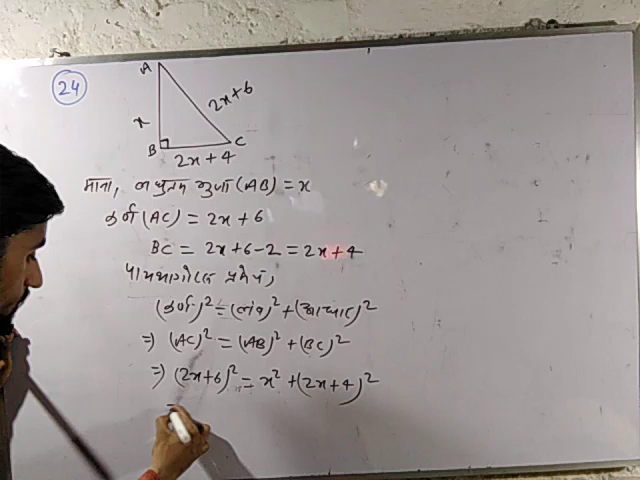 24
A
x
2x+6
B
C
2x+4
माना, लघुतम भुजा (AB) = x
कर्ण (AC) = 2x+6
BC = 2x+6-2 = 2x+4
पाइथागोरस प्रमेय,
(कर्ण)² = (लंब)² + (आधार)²
⇒ (AC)² = (AB)² + (BC)²
⇒ (2x+6)² = x² + (2x+4)²